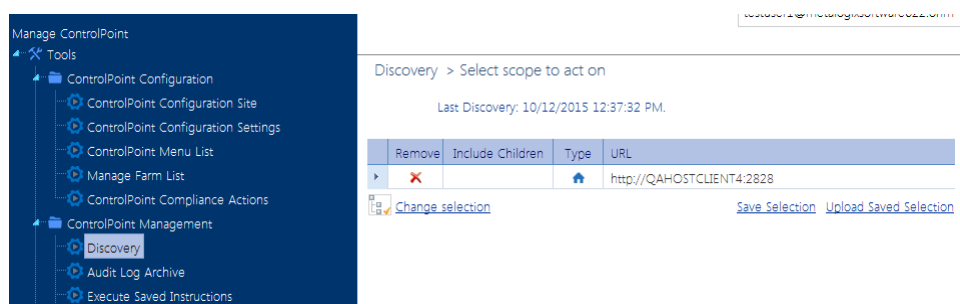 Manage ControlPoint
Tools
ControlPoint Configuration
ControlPoint Configuration Site
ControlPoint Configuration Settings
ControlPoint Menu List
Manage Farm List
ControlPoint Compliance Actions
ControlPoint Management
Discovery
Audit Log Archive
Execute Saved Instructions
Discovery > Select scope to act on
Last Discovery: 10/12/2015 12:37:32 PM.
Remove Include Children Type URL
http://QAHOSTCLIENT4:2828
Change selection Save Selection Upload Saved Selection